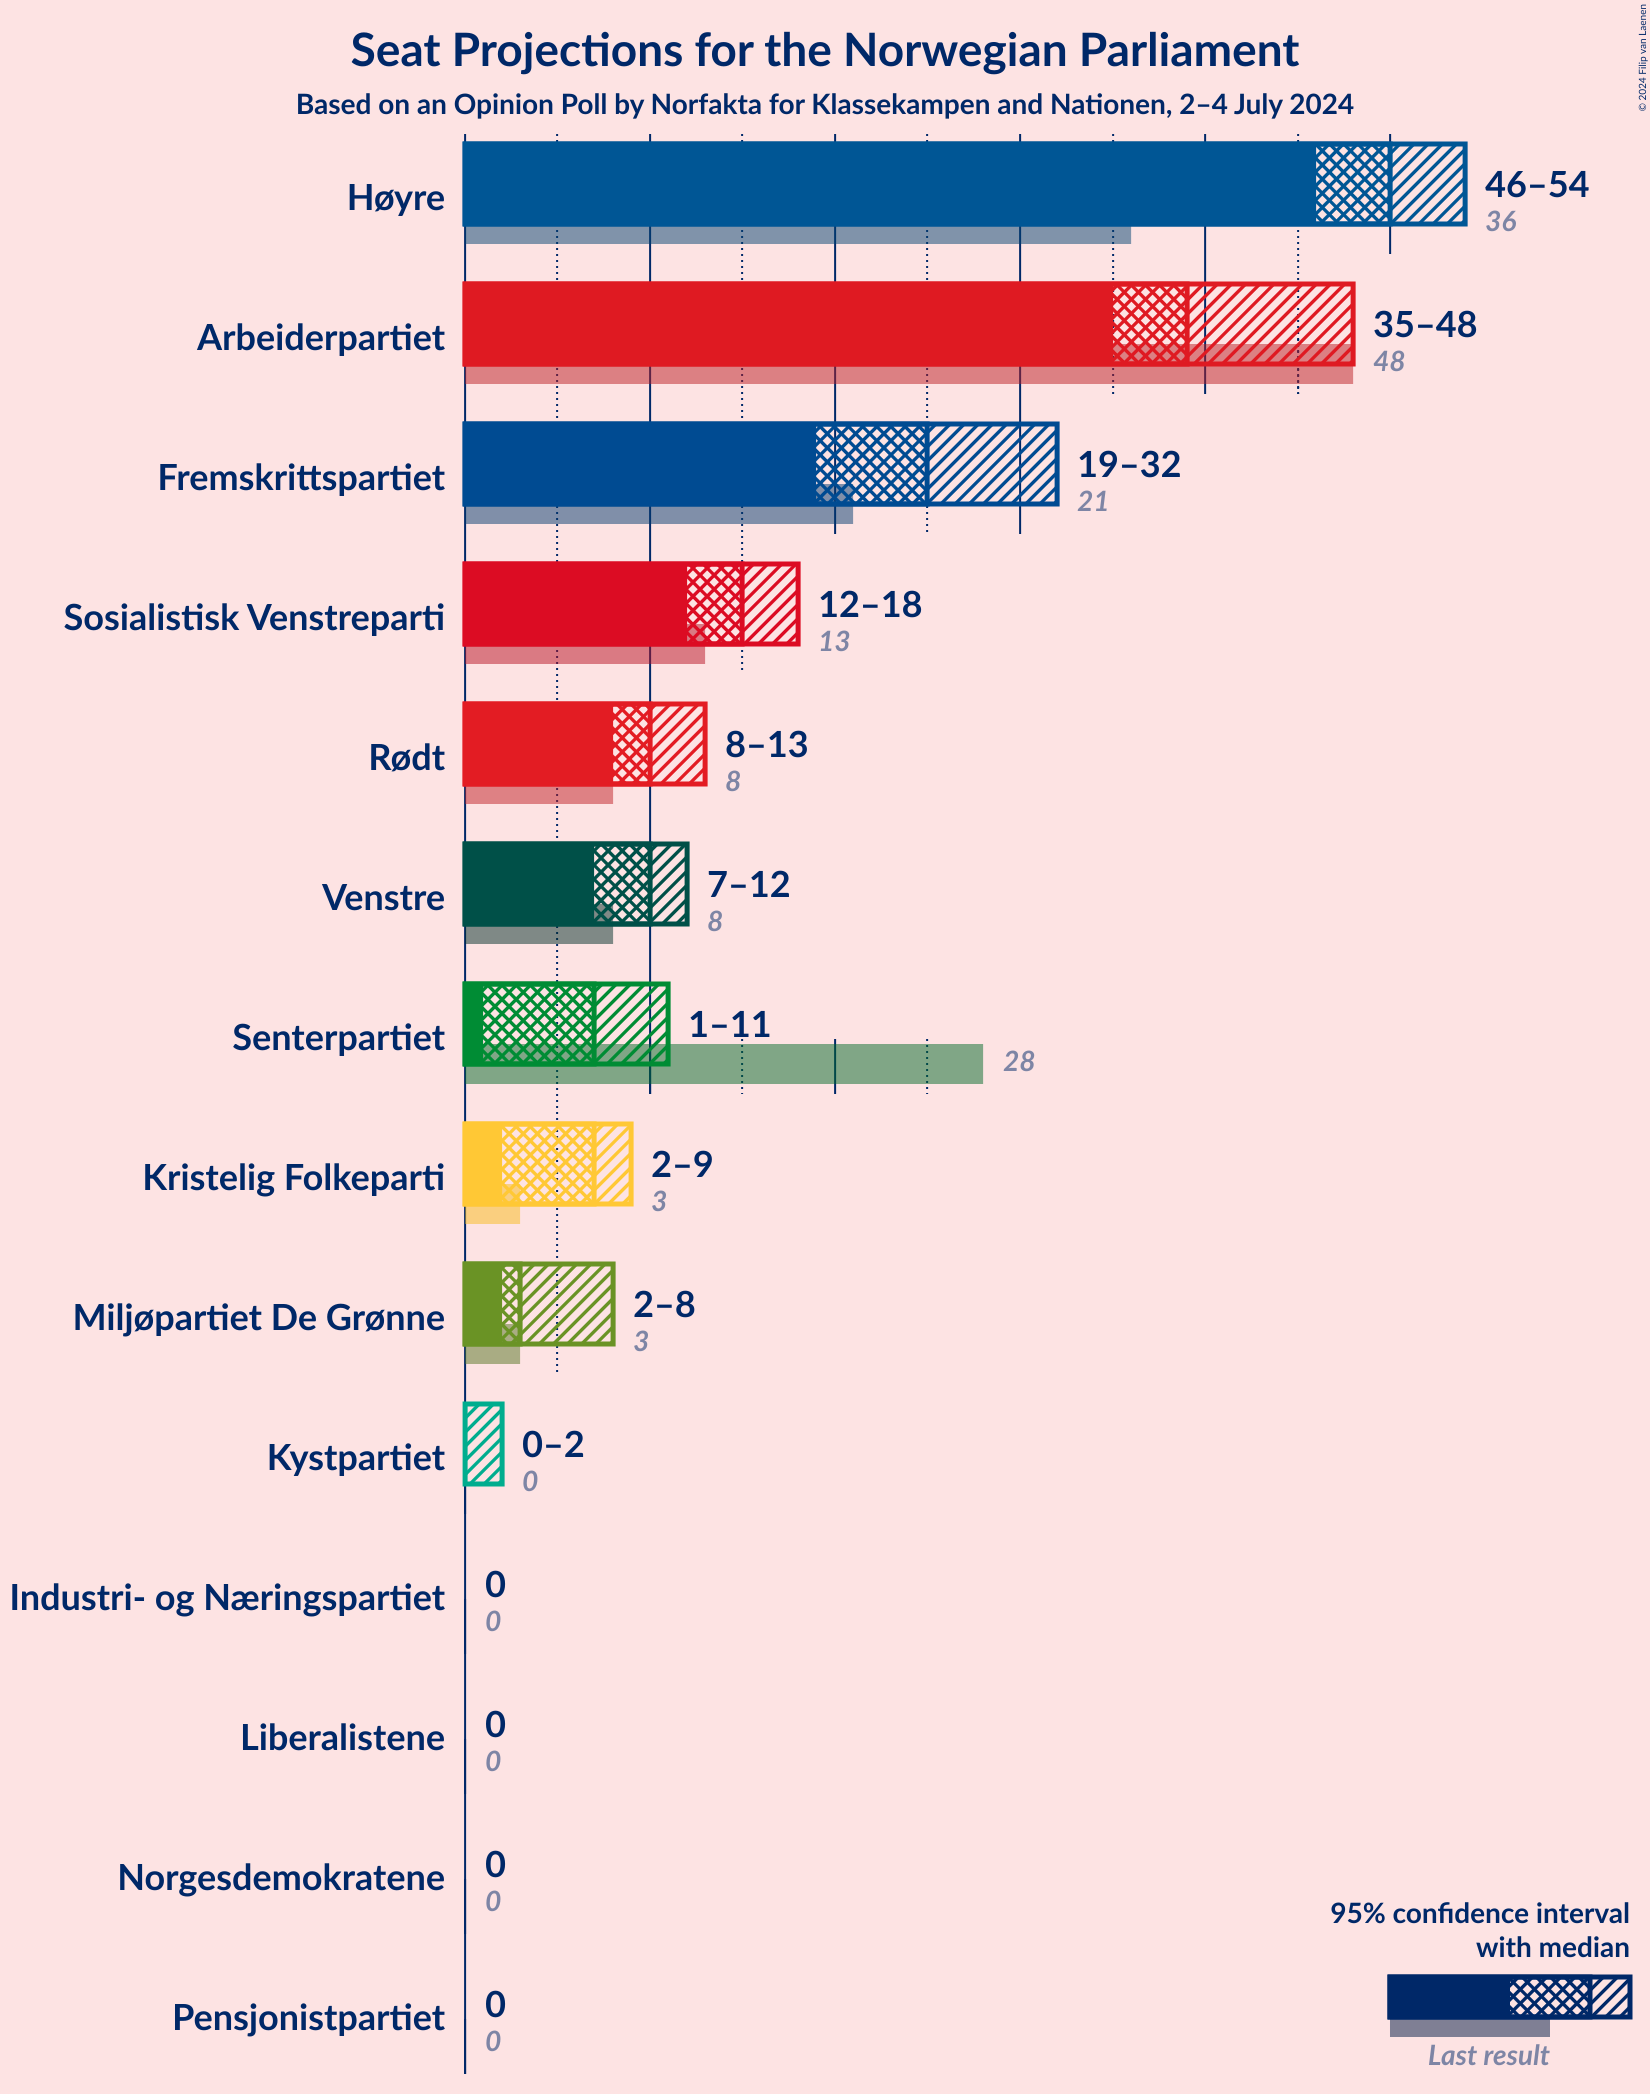 Seat Projections for the Norwegian Parliament
Based on an Opinion Poll by Norfakta for Klassekampen and Nationen, 2–4 July 2024
© 2024 Filip van Laenen
Høyre
46–54
36
Arbeiderpartiet
35–48
48
Fremskrittspartiet
19–32
21
Sosialistisk Venstreparti
12–18
13
Rødt
8–13
8
Venstre
7–12
8
Senterpartiet
1–11
28
Kristelig Folkeparti
2–9
3
Miljøpartiet De Grønne
2–8
3
Kystpartiet
0–2
0
Industri- og Næringspartiet
0
0
Liberalistene
0
0
Norgesdemokratene
0
0
Pensjonistpartiet
0
0
95% confidence interval
with median
Last result